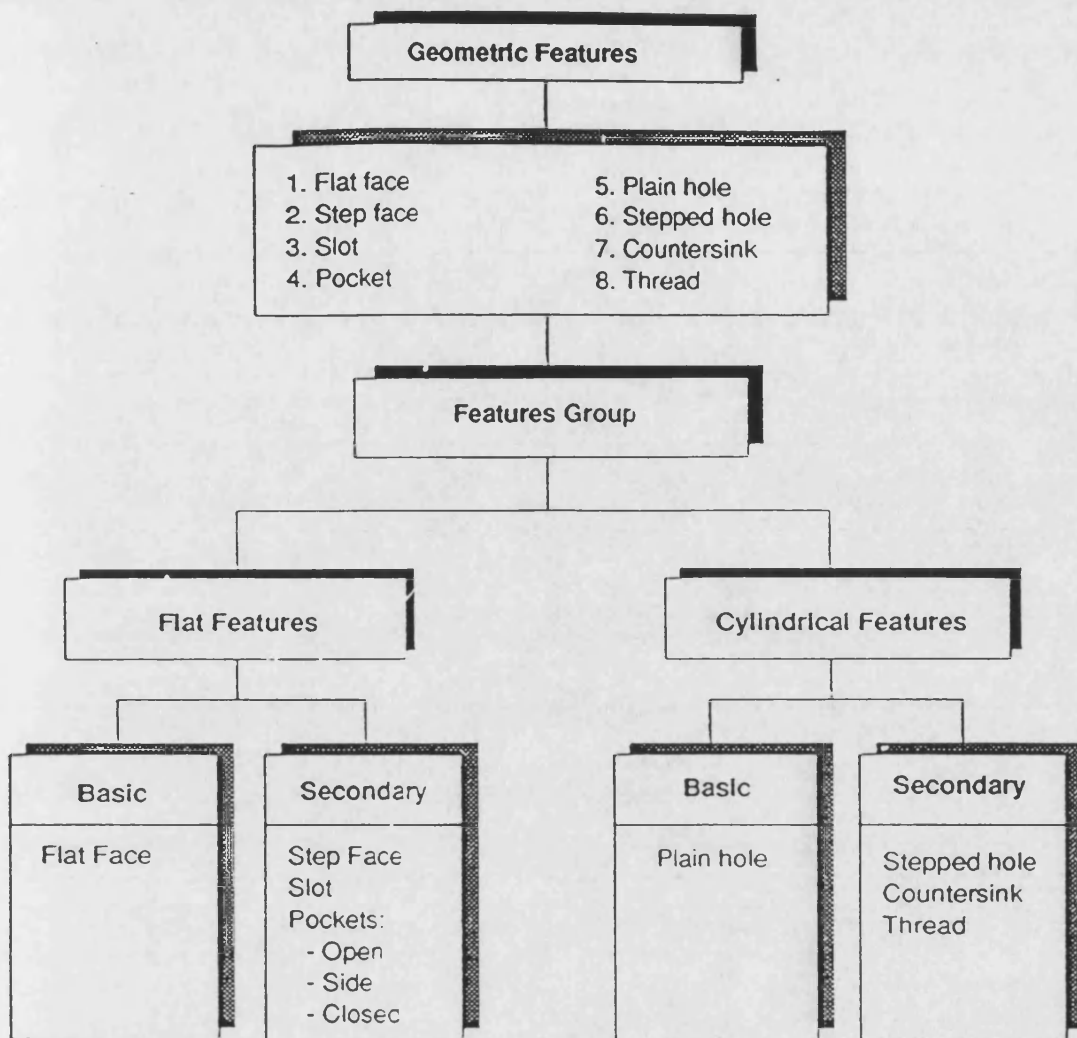 Geometric Features
1. Flat face
2. Step face
3. Slot
4. Pocket
5. Plain hole
6. Stepped hole
7. Countersink
8. Thread
Features Group
Flat Features
Cylindrical Features
Basic
Flat Face
Secondary
Step Face
Slot
Pockets:
- Open
- Side
- Closec
Basic
Plain hole
Secondary
Stepped hole
Countersink
Thread